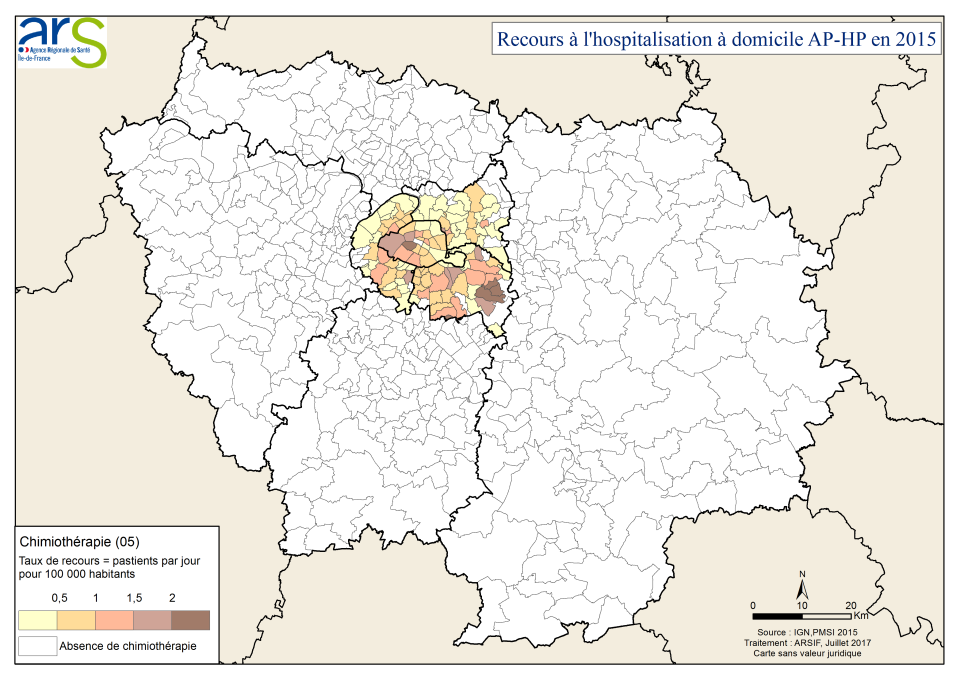 ars
Agence Régionale de Santé
Île-de-France
Recours à l'hospitalisation à domicile AP-HP en 2015
Chimiothérapie (05)
Taux de recours = pastients par jour
pour 100 000 habitants
0,5 1 1,5 2
Absence de chimiothérapie
N
0 10 20
Km
Source : IGN,PMSI 2015
Traitement : ARSIF, Juillet 2017
Carte sans valeur juridique